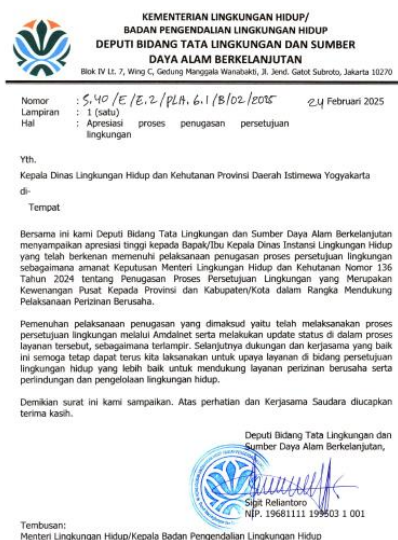 KEMENTERIAN LINGKUNGAN HIDUP/
BADAN PENGENDALIAN LINGKUNGAN HIDUP
DEPUTI BIDANG TATA LINGKUNGAN DAN SUMBER
DAYA ALAM BERKELANJUTAN
Blok IV Lt. 7, Wing C, Gedung Manggala Wanabakti, Jl. Jend. Gatot Subroto, Jakarta 10270
Nomor : S.40/E/E.2/PLA.6.1/B/02/2025 24 Februari 2025
Lampiran : 1 (satu)
Hal : Apresiasi proses penugasan persetujuan
lingkungan
Yth.
Kepala Dinas Lingkungan Hidup dan Kehutanan Provinsi Daerah Istimewa Yogyakarta
di-
Tempat
Bersama ini kami Deputi Bidang Tata Lingkungan dan Sumber Daya Alam Berkelanjutan
menyampaikan apresiasi tinggi kepada Bapak/Ibu Kepala Dinas Instansi Lingkungan Hidup
yang telah berkenan memenuhi pelaksanaan penugasan proses persetujuan lingkungan
sebagaimana amanat Keputusan Menteri Lingkungan Hidup dan Kehutanan Nomor 136
Tahun 2024 tentang Penugasan Proses Persetujuan Lingkungan yang Merupakan
Kewenangan Pusat Kepada Provinsi dan Kabupaten/Kota dalam Rangka Mendukung
Pelaksanaan Perizinan Berusaha.
Pemenuhan pelaksanaan penugasan yang dimaksud yaitu telah melaksanakan proses
persetujuan lingkungan melalui Amdalnet serta melakukan update status di dalam proses
layanan tersebut, sebagaimana terlampir. Selanjutnya dukungan dan kerjasama yang baik
ini semoga tetap dapat terus kita laksanakan untuk upaya layanan di bidang persetujuan
lingkungan hidup yang lebih baik untuk mendukung layanan perizinan berusaha serta
perlindungan dan pengelolaan lingkungan hidup.
Demikian surat ini kami sampaikan. Atas perhatian dan Kerjasama Saudara diucapkan
terima kasih.
Deputi Bidang Tata Lingkungan dan
Sumber Daya Alam Berkelanjutan,
Sigit Reliantoro
NIP. 19681111 199503 1 001
Tembusan:
Menteri Lingkungan Hidup/Kepala Badan Pengendalian Lingkungan Hidup